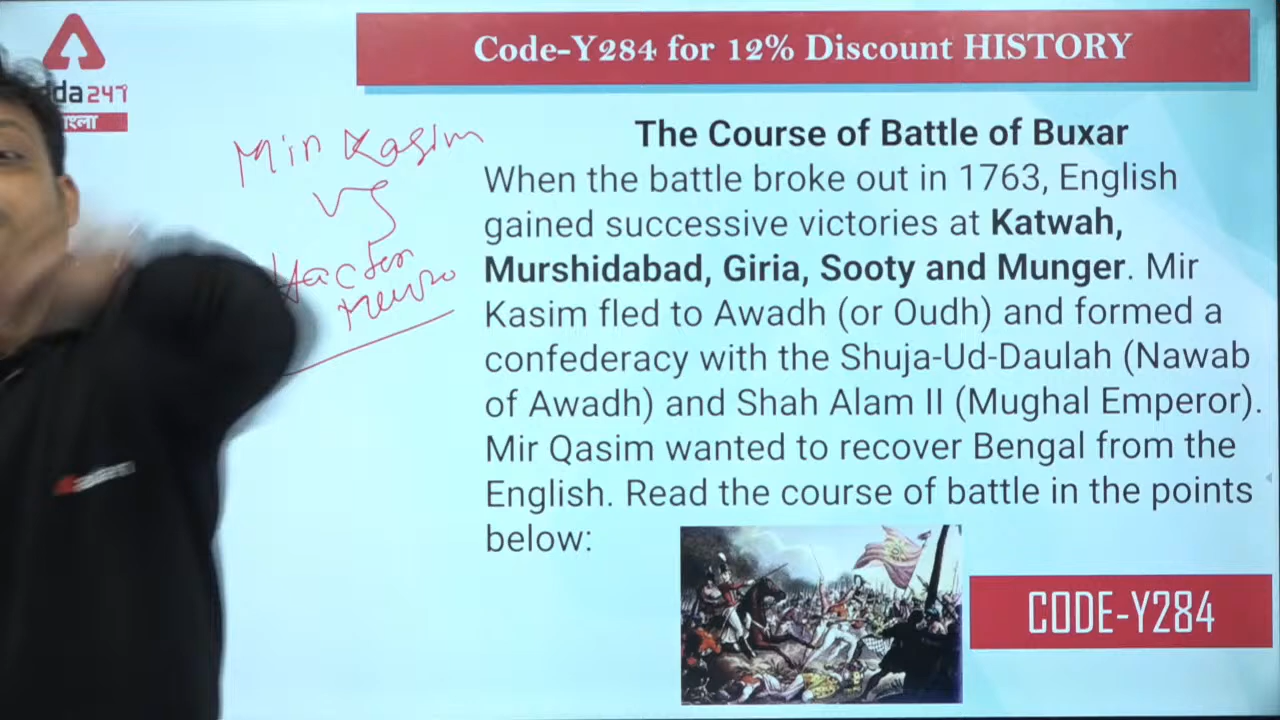 Code-Y284 for 12% Discount HISTORY
da247
ংলা
Mir Kasim
vs
Hactor
Munro
The Course of Battle of Buxar
When the battle broke out in 1763, English
gained successive victories at Katwah,
Murshidabad, Giria, Sooty and Munger. Mir
Kasim fled to Awadh (or Oudh) and formed a
confederacy with the Shuja-Ud-Daulah (Nawab
of Awadh) and Shah Alam II (Mughal Emperor).
Mir Qasim wanted to recover Bengal from the
English. Read the course of battle in the points
below:
CODE-Y284